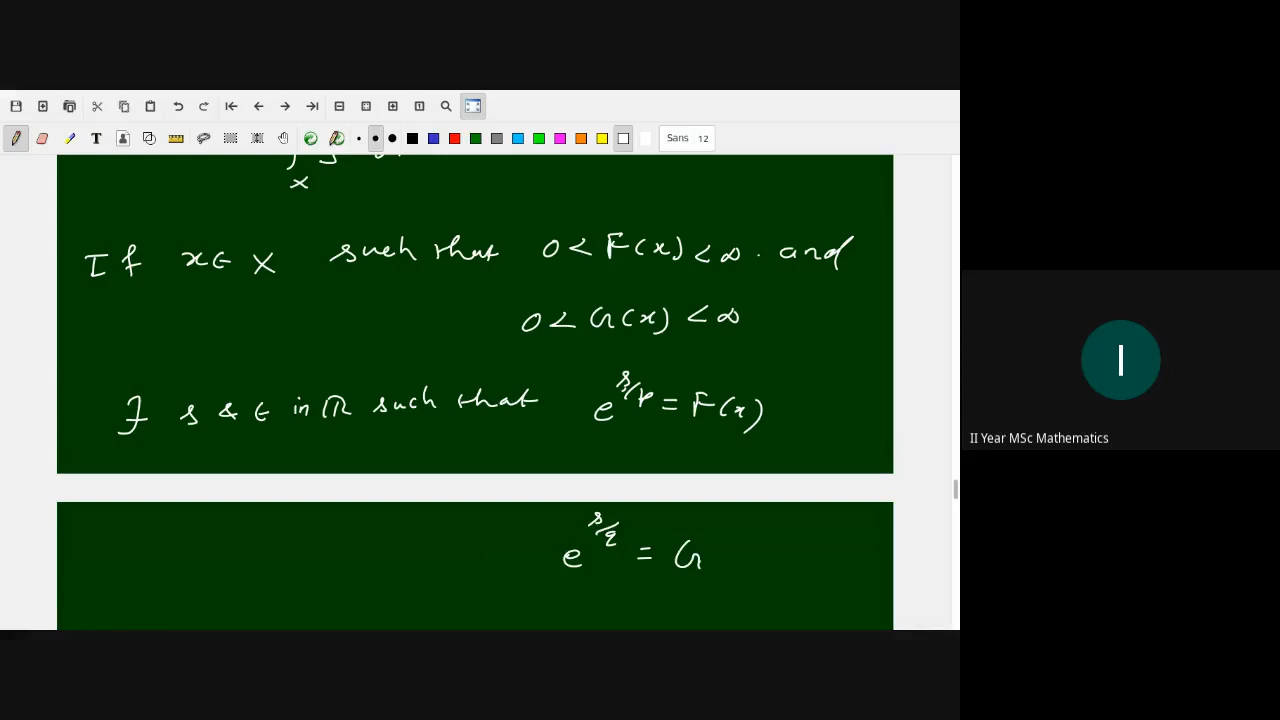 Sans 12
X
If x ∈ X such that 0 < F(x) < ∞ . and
0 < G(x) < ∞
∃ s & t in ℝ such that e^{s/p} = F(x)
e^{s/q} = G
I
II Year MSc Mathematics